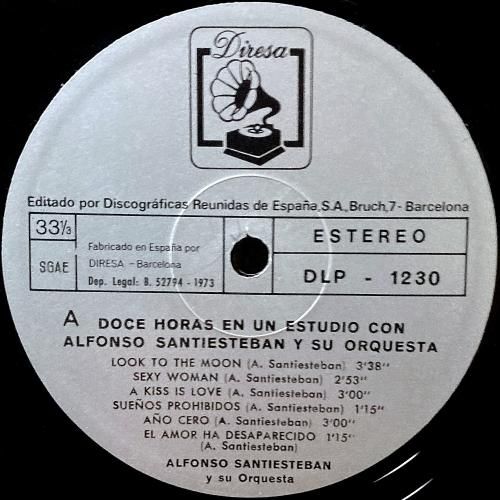 Diresa
Editado por Discográficas Reunidas de España, S.A., Bruch, 7 - Barcelona
33⅓
SGAE
Fabricado en España por
DIRESA - Barcelona
Dep. Legal: B. 52794 - 1973
ESTEREO
DLP - 1230
A DOCE HORAS EN UN ESTUDIO CON
ALFONSO SANTIESTEBAN Y SU ORQUESTA
LOOK TO THE MOON (A. Santiesteban) 3'38''
SEXY WOMAN (A. Santiesteban) 2'53''
A KISS IS LOVE (A. Santiesteban) 3'00''
SUEÑOS PROHIBIDOS (A. Santiesteban) 1'15''
AÑO CERO (A. Santiesteban) 3'00''
EL AMOR HA DESAPARECIDO 1'15''
(A. Santiesteban)
ALFONSO SANTIESTEBAN
y su Orquesta